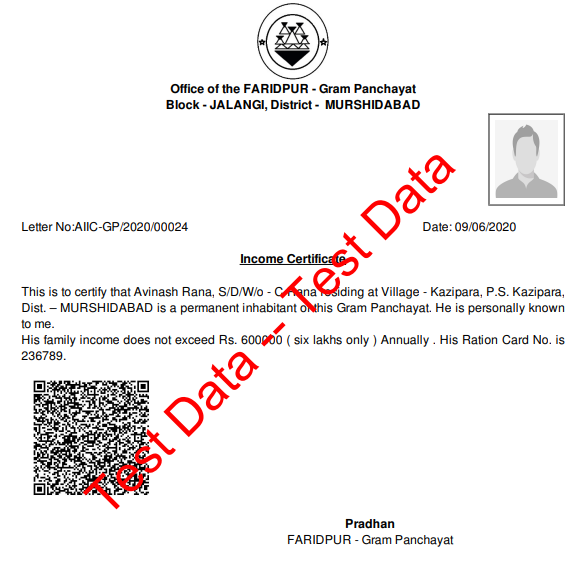 Office of the FARIDPUR - Gram Panchayat
Block - JALANGI, District - MURSHIDABAD
Letter No:AIIC-GP/2020/00024
Date: 09/06/2020
Income Certificate
This is to certify that Avinash Rana, S/D/W/o - C Rana residing at Village - Kazipara, P.S. Kazipara,
Dist. – MURSHIDABAD is a permanent inhabitant of this Gram Panchayat. He is personally known
to me.
His family income does not exceed Rs. 600000 ( six lakhs only ) Annually . His Ration Card No. is
236789.
Test Data -- Test Data
Pradhan
FARIDPUR - Gram Panchayat